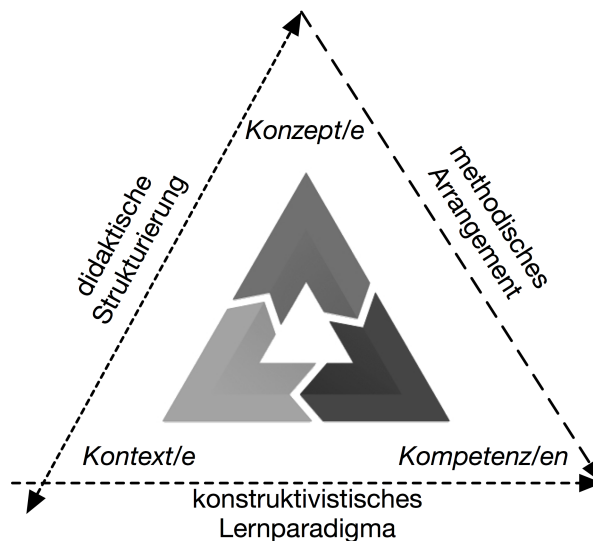 Konzept/e
didaktische
Strukturierung
methodisches
Arrangement
Kontext/e
Kompetenz/en
konstruktivistisches
Lernparadigma